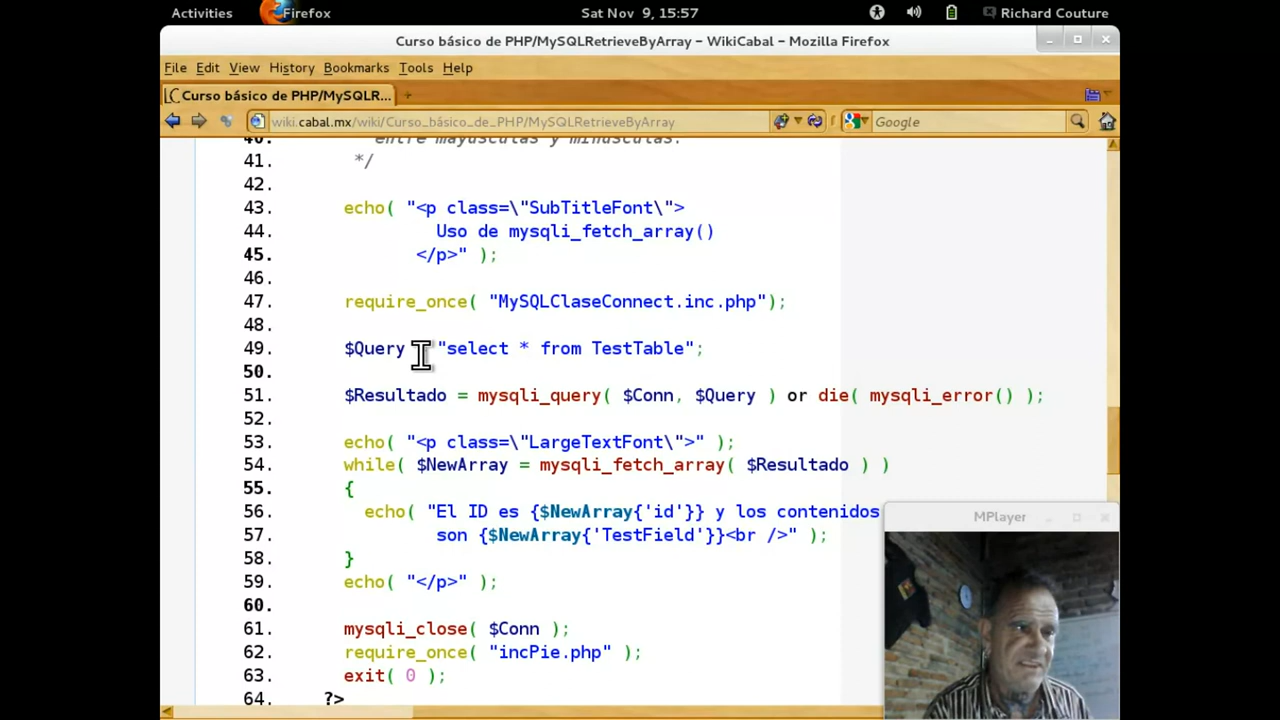 Activities Firefox Sat Nov 9, 15:57 Richard Couture
Curso básico de PHP/MySQLRetrieveByArray – WikiCabal – Mozilla Firefox
File Edit View History Bookmarks Tools Help
Curso básico de PHP/MySQLR...
wiki.cabal.mx/wiki/Curso_básico_de_PHP/MySQLRetrieveByArray Google
40. entre mayúsculas y minúsculas.
41. */
42.
43. echo( "<p class=\"SubTitleFont\">
44. Uso de mysqli_fetch_array()
45. </p>" );
46.
47. require_once( "MySQLClaseConnect.inc.php");
48.
49. $Query "select * from TestTable";
50.
51. $Resultado = mysqli_query( $Conn, $Query ) or die( mysqli_error() );
52.
53. echo( "<p class=\"LargeTextFont\">" );
54. while( $NewArray = mysqli_fetch_array( $Resultado ) )
55. {
56. echo( "El ID es {$NewArray{'id'}} y los contenidos
57. son {$NewArray{'TestField'}}<br />" );
58. }
59. echo( "</p>" );
60.
61. mysqli_close( $Conn );
62. require_once( "incPie.php" );
63. exit( 0 );
64. ?>
MPlayer